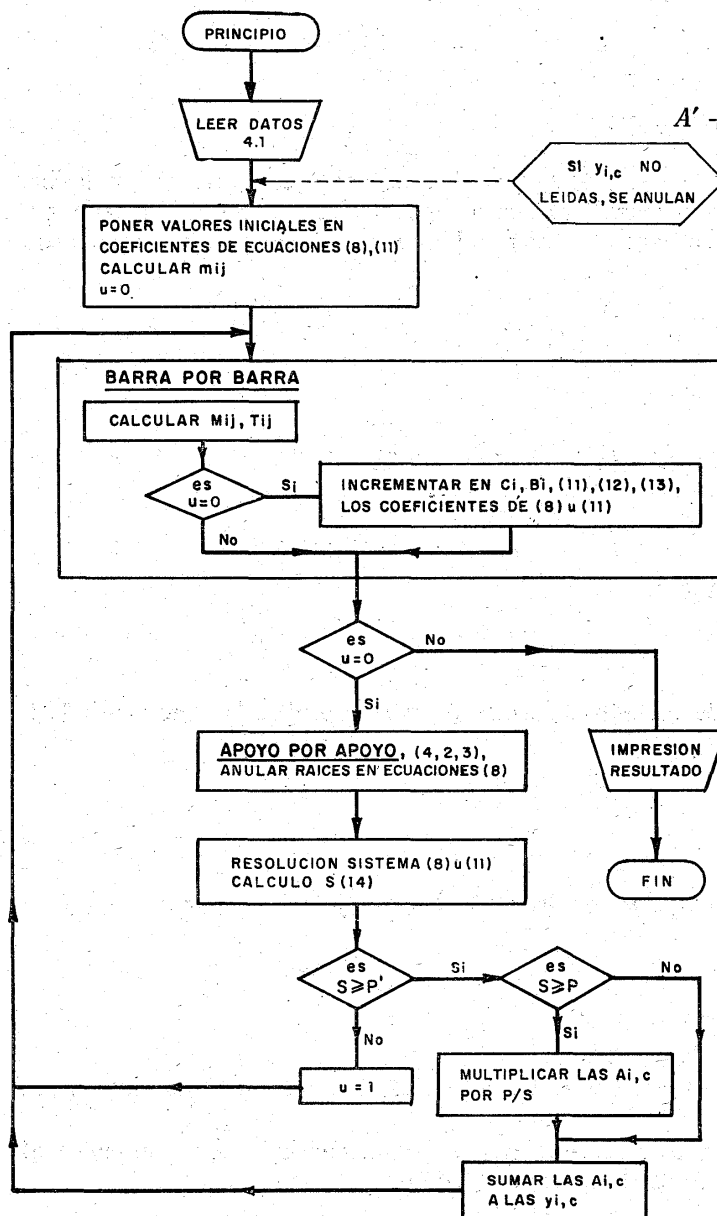 PRINCIPIO
LEER DATOS
4.1
A' -
SI yi,c NO
LEIDAS, SE ANULAN
PONER VALORES INICIALES EN
COEFICIENTES DE ECUACIONES (8),(11)
CALCULAR mij
u=0
BARRA POR BARRA
CALCULAR Mij, Tij
es
u=0
Si
No
INCREMENTAR EN Ci, Bi, (11), (12), (13),
LOS COEFICIENTES DE (8) u (11)
es
u=0
No
Si
APOYO POR APOYO, (4,2,3),
ANULAR RAICES EN ECUACIONES (8)
IMPRESION
RESULTADO
RESOLUCION SISTEMA (8) u (11)
CALCULO S (14)
FIN
es
S≥P'
Si
es
S≥P
No
No
Si
u = 1
MULTIPLICAR LAS Ai,c
POR P/S
SUMAR LAS Ai,c
A LAS yi,c